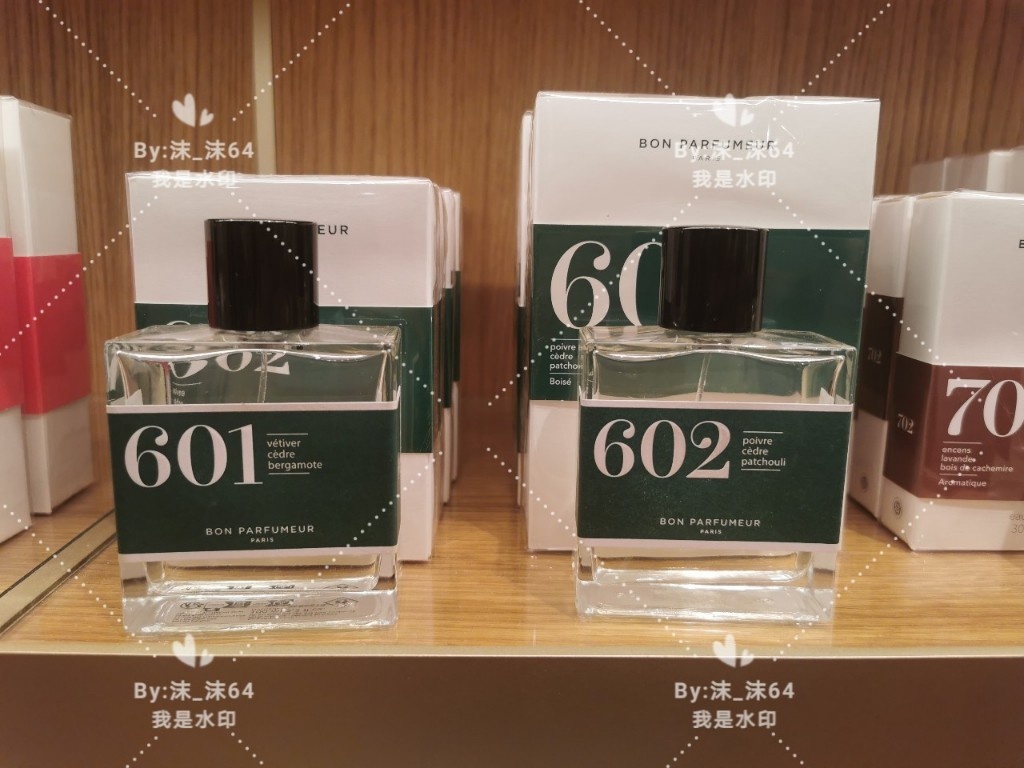 By:沫_沫64
我是水印
By:沫_沫64
我是水印
BON PARFUMEUR
PARIS
EUR
60
poivre
cèdre
patchou
Boisé
601
vétiver
cèdre
bergamote
BON PARFUMEUR
PARIS
602
poivre
cèdre
patchouli
BON PARFUMEUR
PARIS
702
702
70
encens
lavande
bois de cachemire
Aromatique
By:沫_沫64
我是水印
By:沫_沫64
我是水印